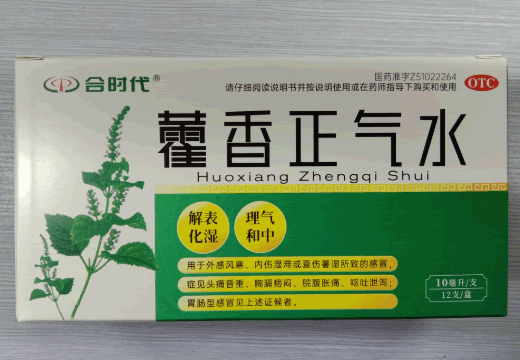 合时代®
国药准字Z51022264
请仔细阅读说明书并按说明使用或在药师指导下购买和使用
OTC
藿香正气水
Huoxiang Zhengqi Shui
解表
化湿
理气
和中
用于外感风寒、内伤湿滞或夏伤暑湿所致的感冒,
症见头痛昏重、胸膈痞闷、脘腹胀痛、呕吐泄泻;
胃肠型感冒见上述证候者。
10毫升/支
12支/盒